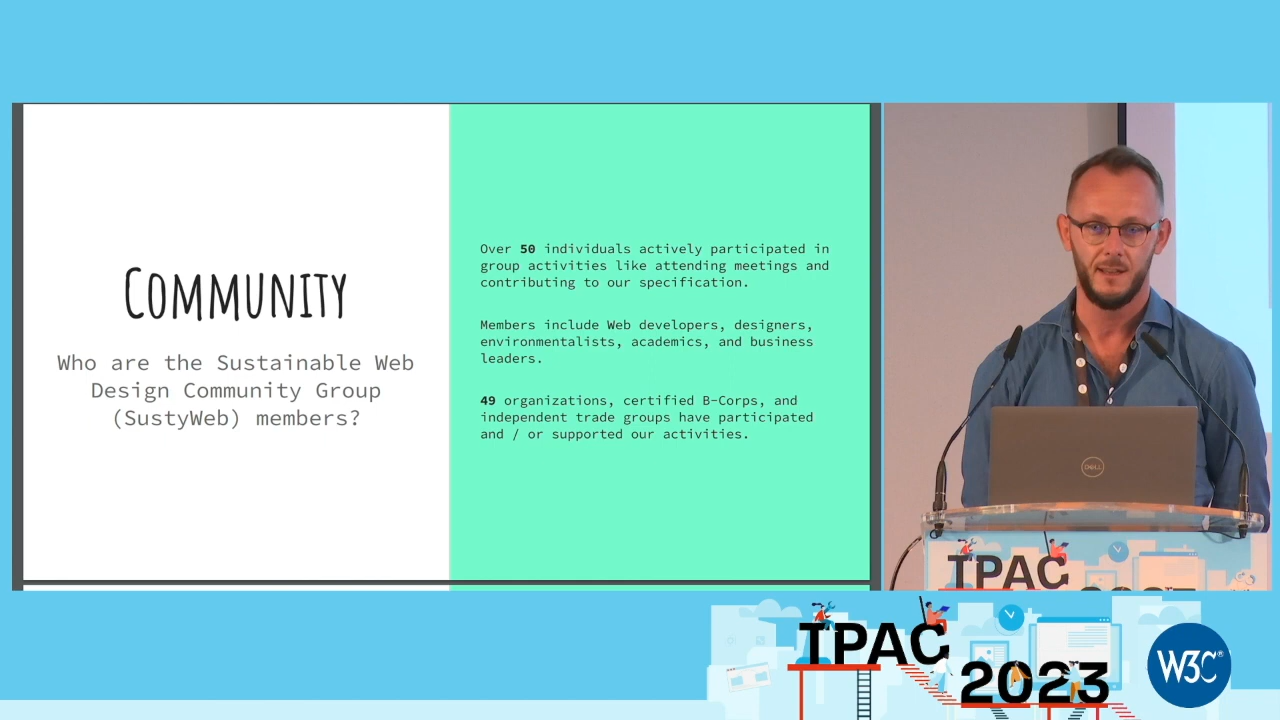 Community
Who are the Sustainable Web
Design Community Group
(SustyWeb) members?
Over 50 individuals actively participated in
group activities like attending meetings and
contributing to our specification.
Members include Web developers, designers,
environmentalists, academics, and business
leaders.
49 organizations, certified B-Corps, and
independent trade groups have participated
and / or supported our activities.
DELL
TPAC
TPAC
2023
W3C®